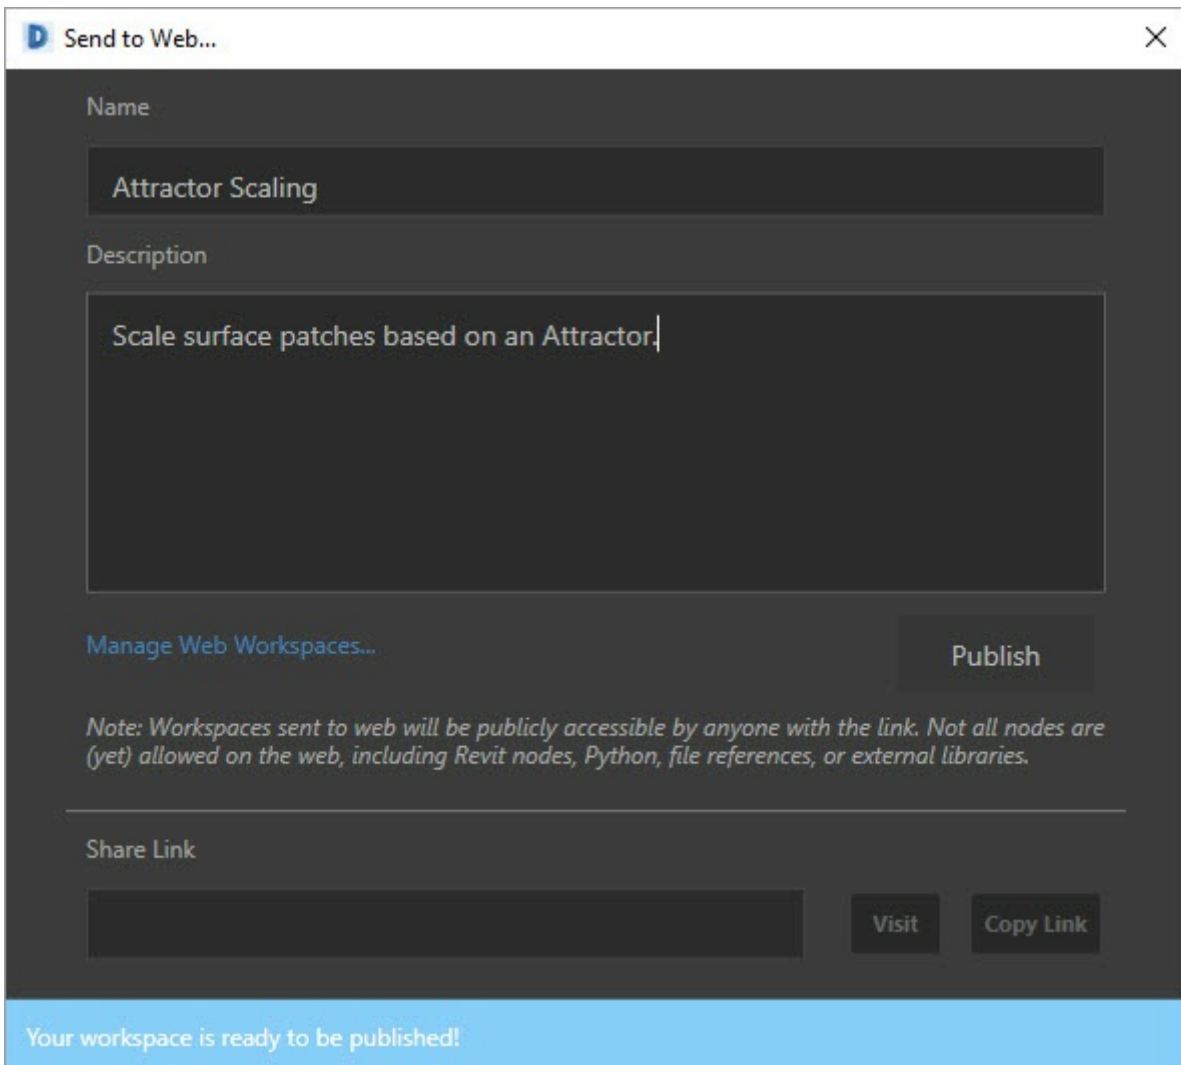 Send to Web...
Name
Attractor Scaling
Description
Scale surface patches based on an Attractor.
Manage Web Workspaces...
Publish
Note: Workspaces sent to web will be publicly accessible by anyone with the link. Not all nodes are
(yet) allowed on the web, including Revit nodes, Python, file references, or external libraries.
Share Link
Visit
Copy Link
Your workspace is ready to be published!